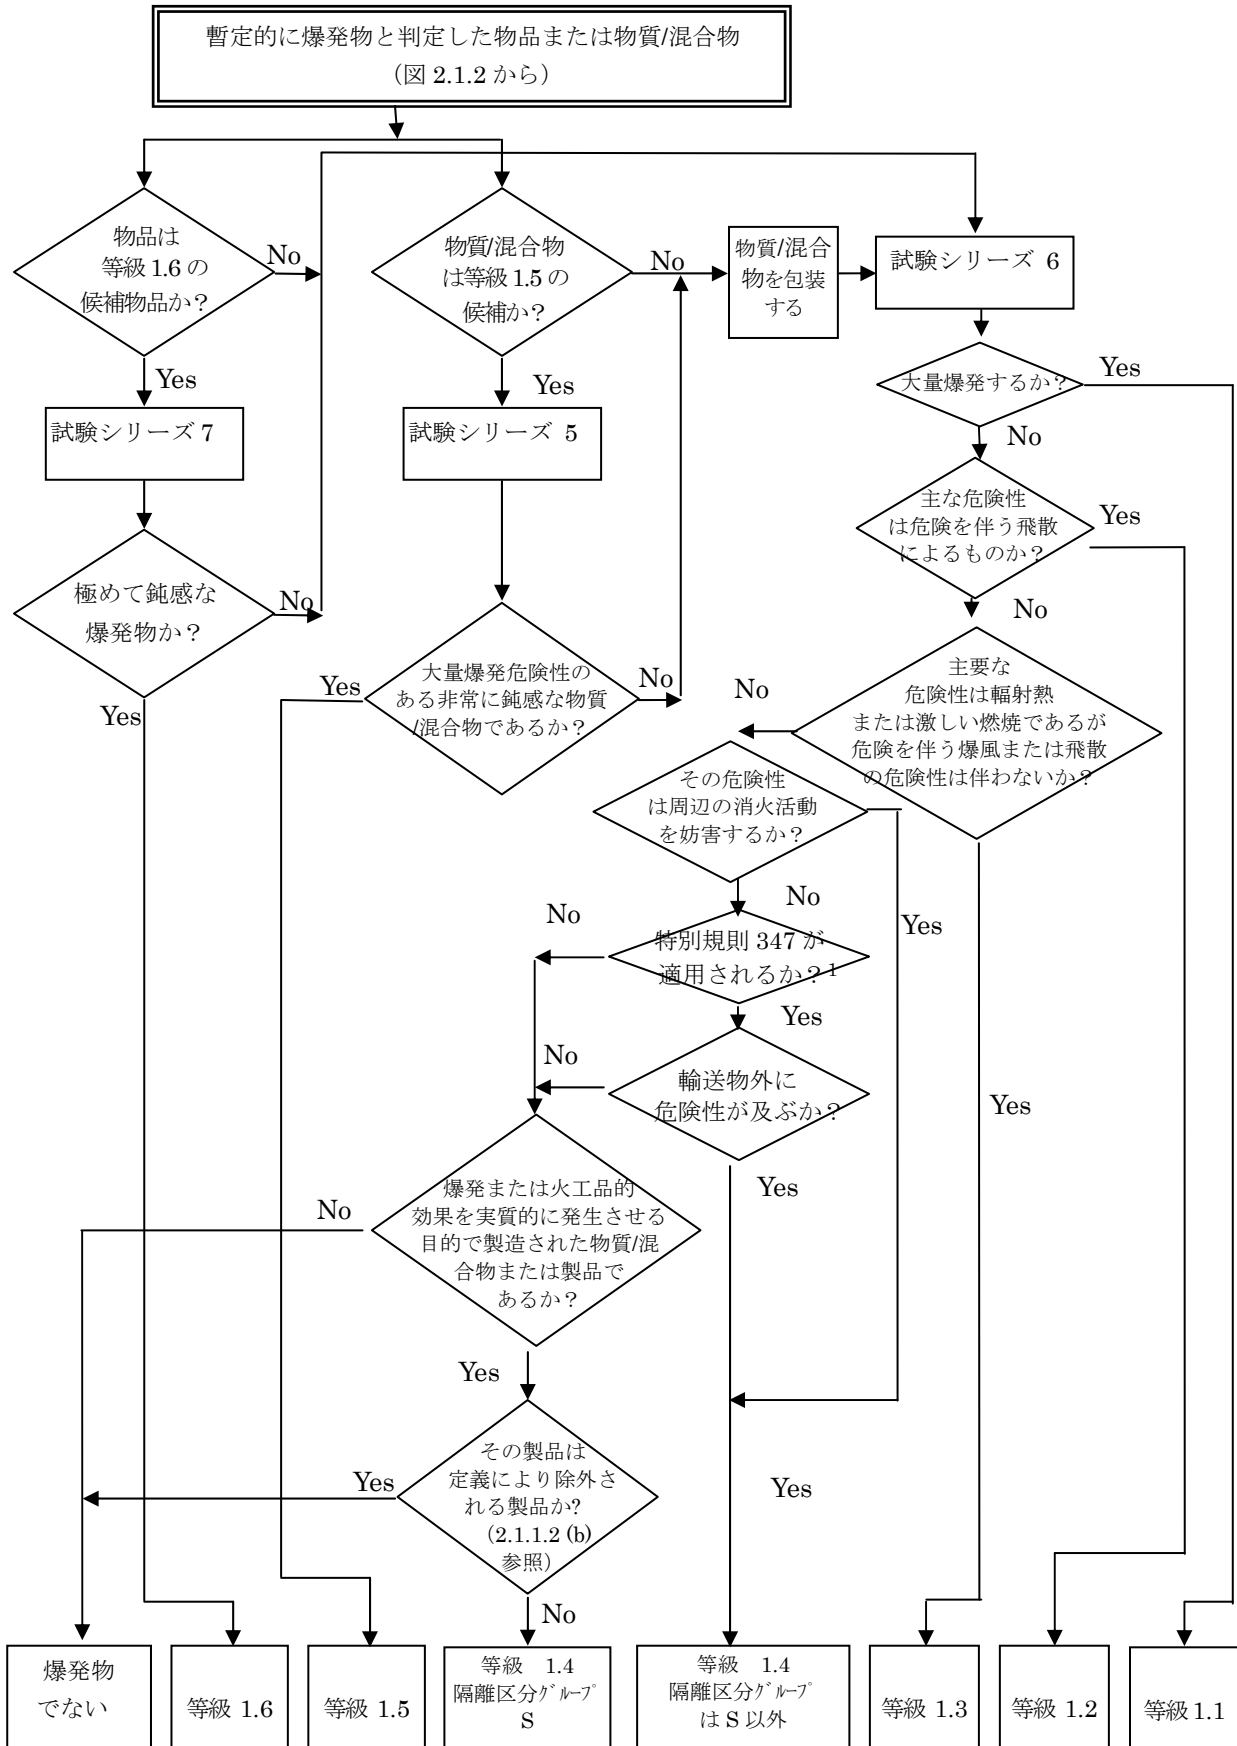 暫定的に爆発物と判定した物品または物質/混合物
（図 2.1.2 から）
物品は
等級 1.6 の
候補物品か？
No
Yes
物質/混合物
は等級 1.5 の
候補か？
No
Yes
物質/混合
物を包装
する
試験シリーズ 6
大量爆発するか？
Yes
No
試験シリーズ 7
試験シリーズ 5
主な危険性
は危険を伴う飛散
によるものか？
Yes
No
極めて鈍感な
爆発物か？
No
Yes
大量爆発危険性の
ある非常に鈍感な物質
/混合物であるか？
Yes
No
主要な
危険性は輻射熱
または激しい燃焼であるが
危険を伴う爆風または飛散
の危険性は伴わないか？
No
Yes
その危険性
は周辺の消火活動
を妨害するか？
No
Yes
特別規則 347 が
適用されるか？1
No
Yes
輸送物外に
危険性が及ぶか？
No
Yes
爆発または火工品的
効果を実質的に発生させる
目的で製造された物質/混
合物または製品で
あるか？
No
Yes
その製品は
定義により除外さ
れる製品か?
（2.1.1.2 (b)
参照）
Yes
No
Yes
爆発物
でない
等級 1.6
等級 1.5
等級 1.4
隔離区分ｸﾞﾙｰﾌﾟ
S
等級 1.4
隔離区分ｸﾞﾙｰﾌﾟ
は S 以外
等級 1.3
等級 1.2
等級 1.1